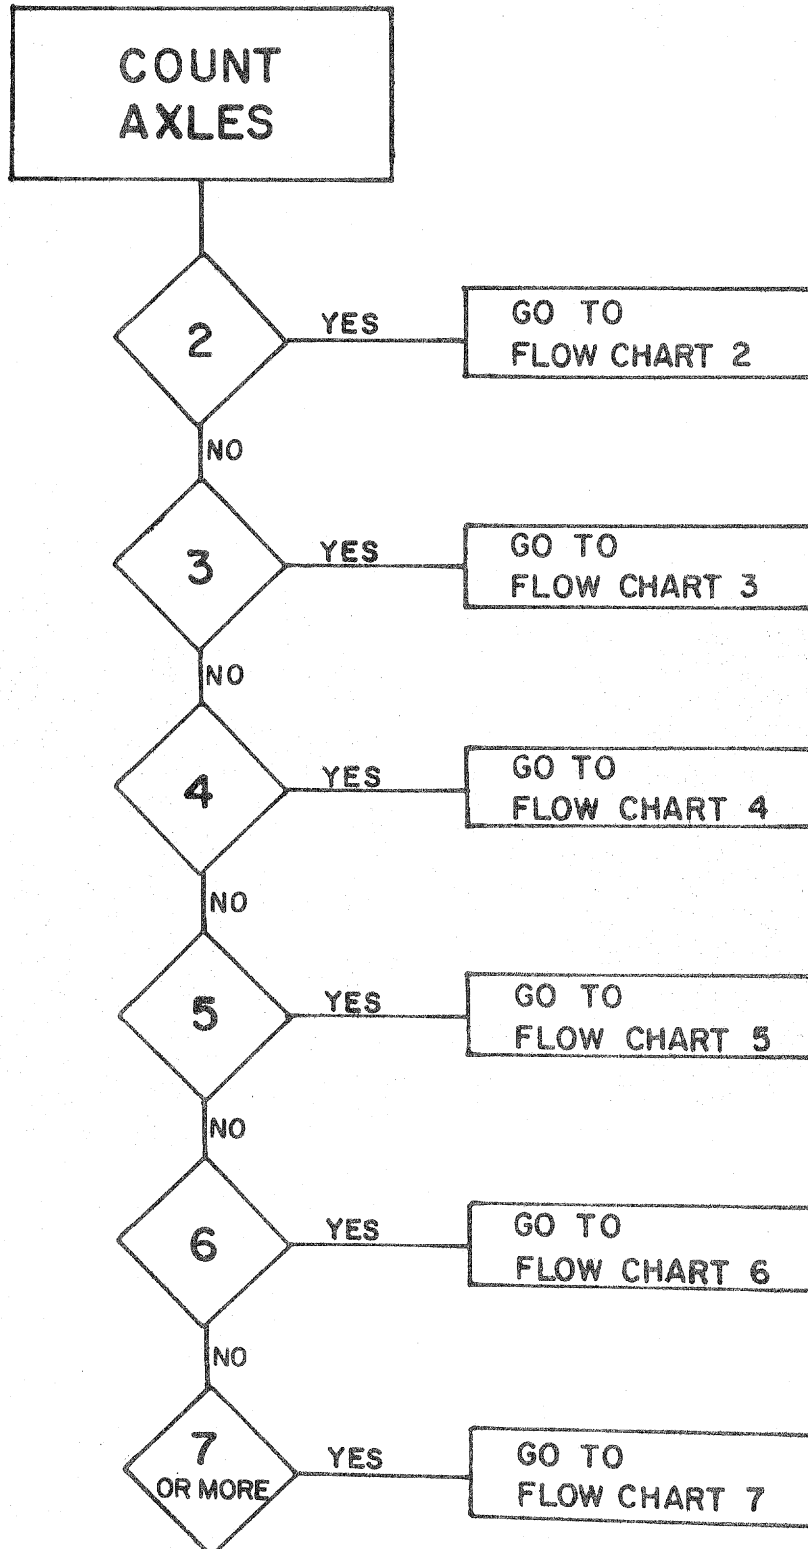 COUNT
AXLES
2
YES
GO TO
FLOW CHART 2
NO
3
YES
GO TO
FLOW CHART 3
NO
4
YES
GO TO
FLOW CHART 4
NO
5
YES
GO TO
FLOW CHART 5
NO
6
YES
GO TO
FLOW CHART 6
NO
7
OR MORE
YES
GO TO
FLOW CHART 7